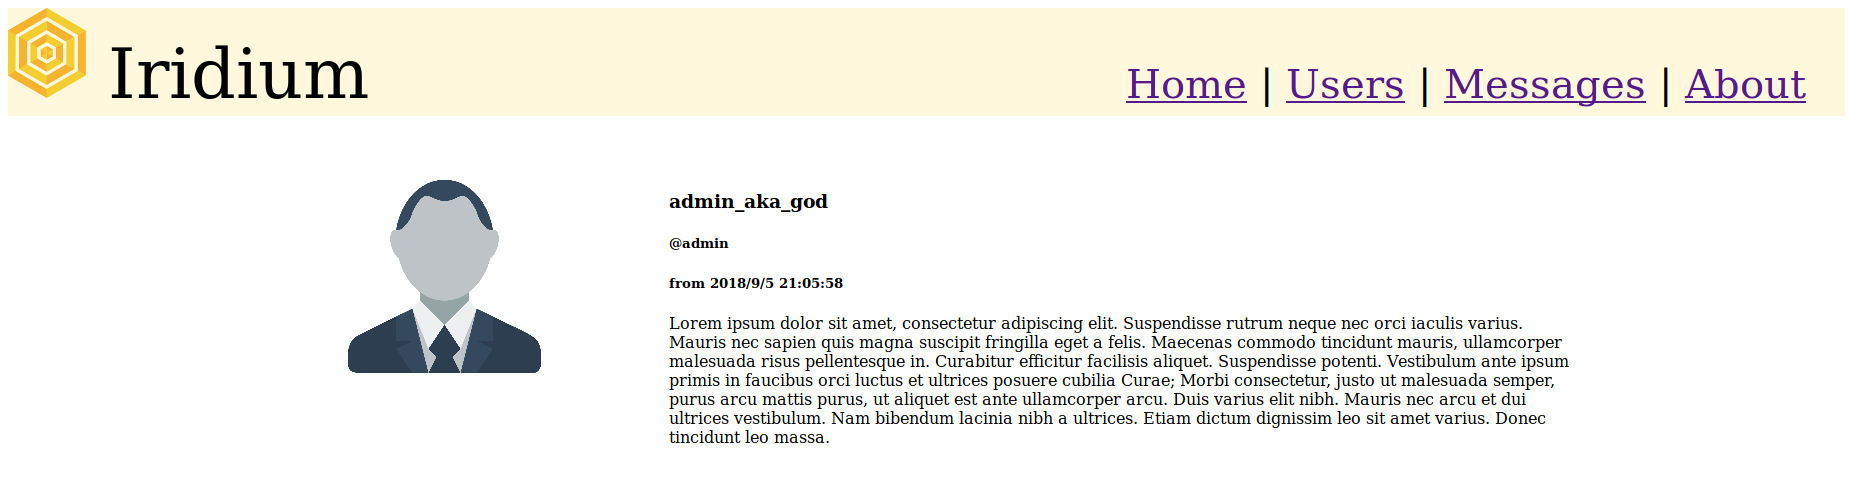 Iridium
Home | Users | Messages | About
admin_aka_god
@admin
from 2018/9/5 21:05:58
Lorem ipsum dolor sit amet, consectetur adipiscing elit. Suspendisse rutrum neque nec orci iaculis varius.
Mauris nec sapien quis magna suscipit fringilla eget a felis. Maecenas commodo tincidunt mauris, ullamcorper
malesuada risus pellentesque in. Curabitur efficitur facilisis aliquet. Suspendisse potenti. Vestibulum ante ipsum
primis in faucibus orci luctus et ultrices posuere cubilia Curae; Morbi consectetur, justo ut malesuada semper,
purus arcu mattis purus, ut aliquet est ante ullamcorper arcu. Duis varius elit nibh. Mauris nec arcu et dui
ultrices vestibulum. Nam bibendum lacinia nibh a ultrices. Etiam dictum dignissim leo sit amet varius. Donec
tincidunt leo massa.